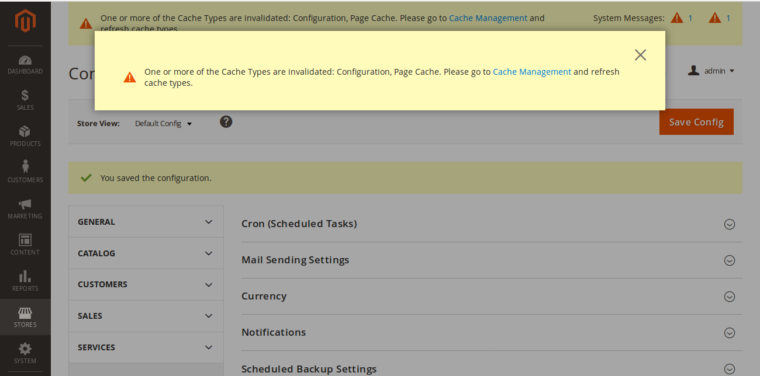 One or more of the Cache Types are invalidated: Configuration, Page Cache. Please go to Cache Management and
refresh cache types.
System Messages: 1 1
One or more of the Cache Types are invalidated: Configuration, Page Cache. Please go to Cache Management and refresh
cache types.
DASHBOARD
Con
admin
SALES
Store View: Default Config ?
Save Config
PRODUCTS
CUSTOMERS
You saved the configuration.
MARKETING
GENERAL
Cron (Scheduled Tasks)
CONTENT
CATALOG
Mail Sending Settings
REPORTS
CUSTOMERS
Currency
STORES
SALES
Notifications
SYSTEM
SERVICES
Scheduled Backup Settings